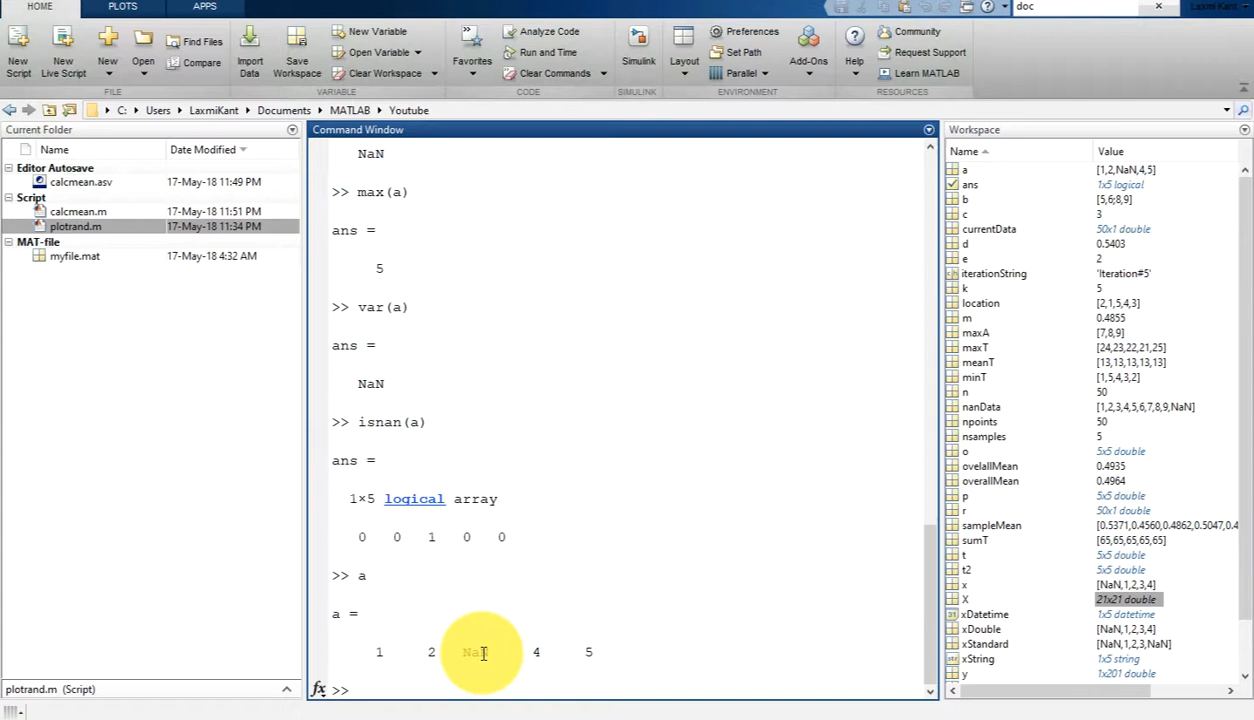 HOME PLOTS APPS doc Laxmi Kant
New Script
New Live Script
New
Open
Find Files
Compare
Import Data
Save Workspace
New Variable
Open Variable
Clear Workspace
Favorites
Analyze Code
Run and Time
Clear Commands
Simulink
Layout
Preferences
Set Path
Parallel
Add-Ons
Help
Community
Request Support
Learn MATLAB
FILE VARIABLE CODE SIMULINK ENVIRONMENT RESOURCES
C: Users LaxmiKant Documents MATLAB Youtube
Current Folder
Name Date Modified
Editor Autosave
calcmean.asv 17-May-18 11:49 PM
Script
calcmean.m 17-May-18 11:51 PM
plotrand.m 17-May-18 11:34 PM
MAT-file
myfile.mat 17-May-18 4:32 AM
plotrand.m (Script)
Command Window
NaN
>> max(a)
ans =
5
>> var(a)
ans =
NaN
>> isnan(a)
ans =
1×5 logical array
0 0 1 0 0
>> a
a =
1 2 NaN 4 5
fx >>
Workspace
Name Value
a [1,2,NaN,4,5]
ans 1x5 logical
b [5,6;8,9]
c 3
currentData 50x1 double
d 0.5403
e 2
iterationString 'Iteration#5'
k 5
location [2,1,5,4,3]
m 0.4855
maxA [7,8,9]
maxT [24,23,22,21,25]
meanT [13,13,13,13,13]
minT [1,5,4,3,2]
n 50
nanData [1,2,3,4,5,6,7,8,9,NaN]
npoints 50
nsamples 5
o 5x5 double
ovelallMean 0.4935
overallMean 0.4964
p 5x5 double
r 50x1 double
sampleMean [0.5371,0.4560,0.4862,0.5047,0.4
sumT [65,65,65,65,65]
t 5x5 double
t2 5x5 double
x [NaN,1,2,3,4]
X 21x21 double
xDatetime 1x5 datetime
xDouble [NaN,1,2,3,4]
xStandard [NaN,1,2,3,NaN]
xString 1x5 string
y 1x201 double